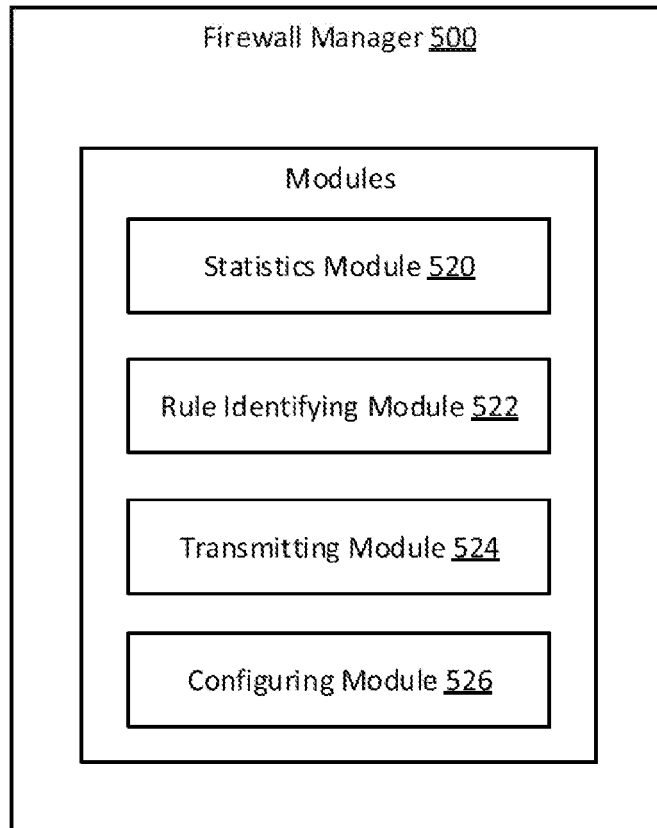 Firewall Manager 500
Modules
Statistics Module 520
Rule Identifying Module 522
Transmitting Module 524
Configuring Module 526